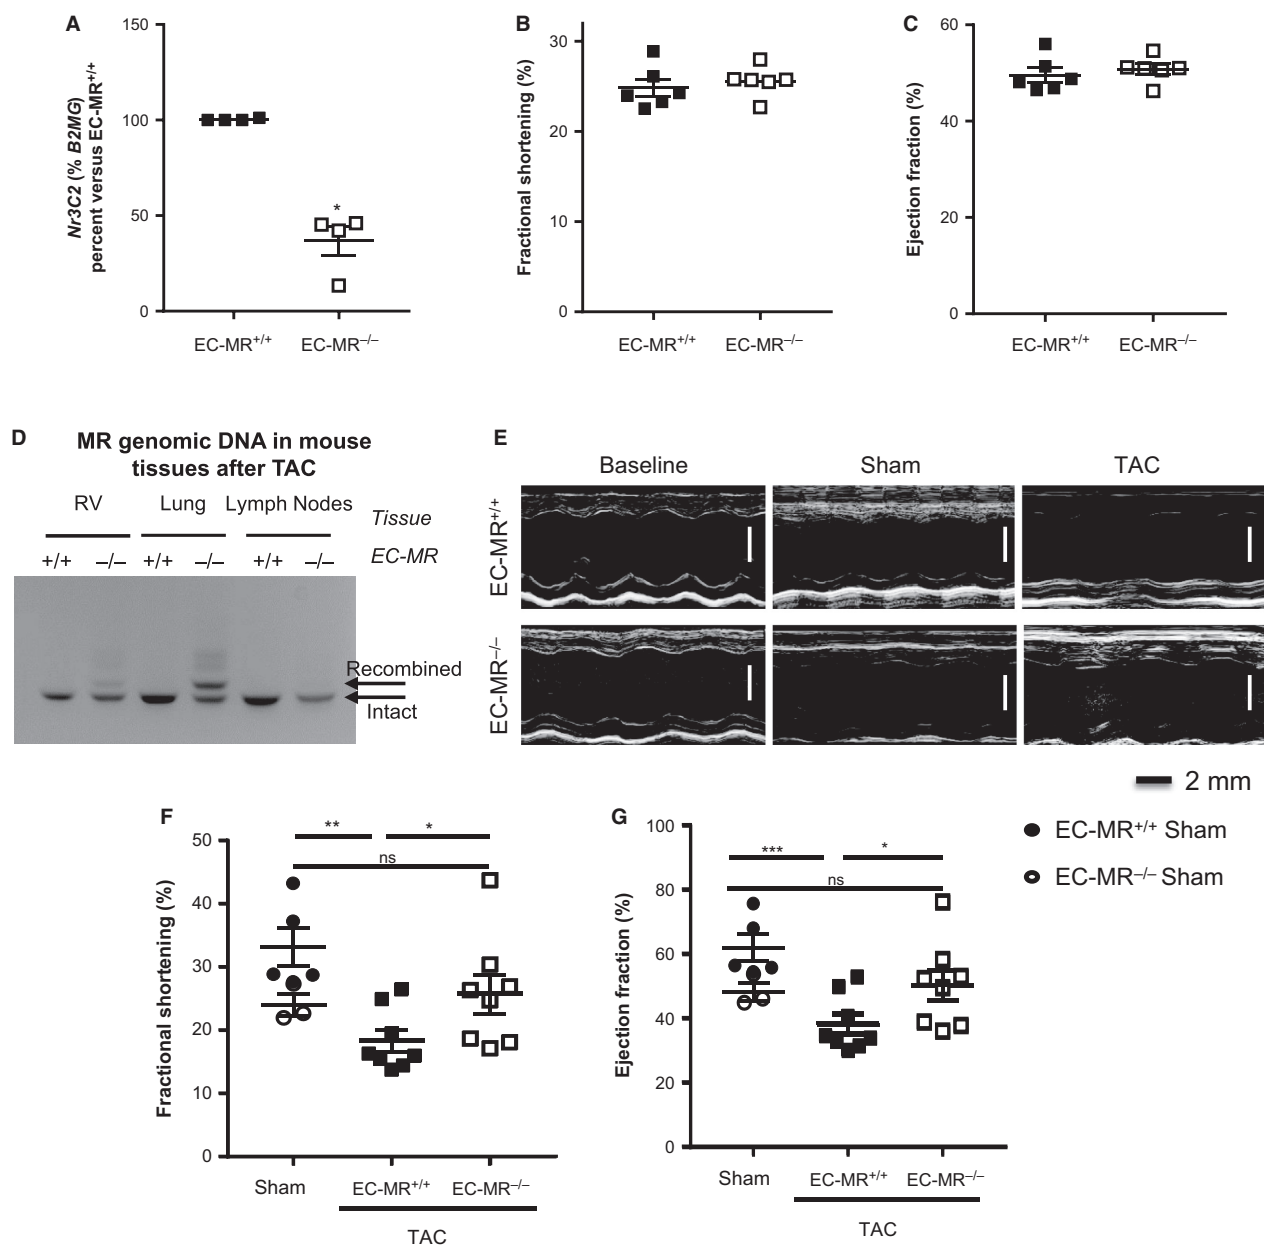 A
150
100
50
0
Nr3C2 (% B2MG)
percent versus EC-MR+/+
*
EC-MR+/+
EC-MR–/–
B
30
20
10
0
Fractional shortening (%)
EC-MR+/+
EC-MR–/–
C
60
40
20
0
Ejection fraction (%)
EC-MR+/+
EC-MR–/–
D
MR genomic DNA in mouse
tissues after TAC
RV Lung Lymph Nodes
Tissue
+/+ –/– +/+ –/– +/+ –/–
EC-MR
Recombined
Intact
E
Baseline Sham TAC
EC-MR+/+
EC-MR–/–
2 mm
F
50
40
30
20
10
0
Fractional shortening (%)
** *
ns
Sham EC-MR+/+ EC-MR–/–
TAC
G
100
80
60
40
20
0
Ejection fraction (%)
*** *
ns
Sham EC-MR+/+ EC-MR–/–
TAC
EC-MR+/+ Sham
EC-MR–/– Sham